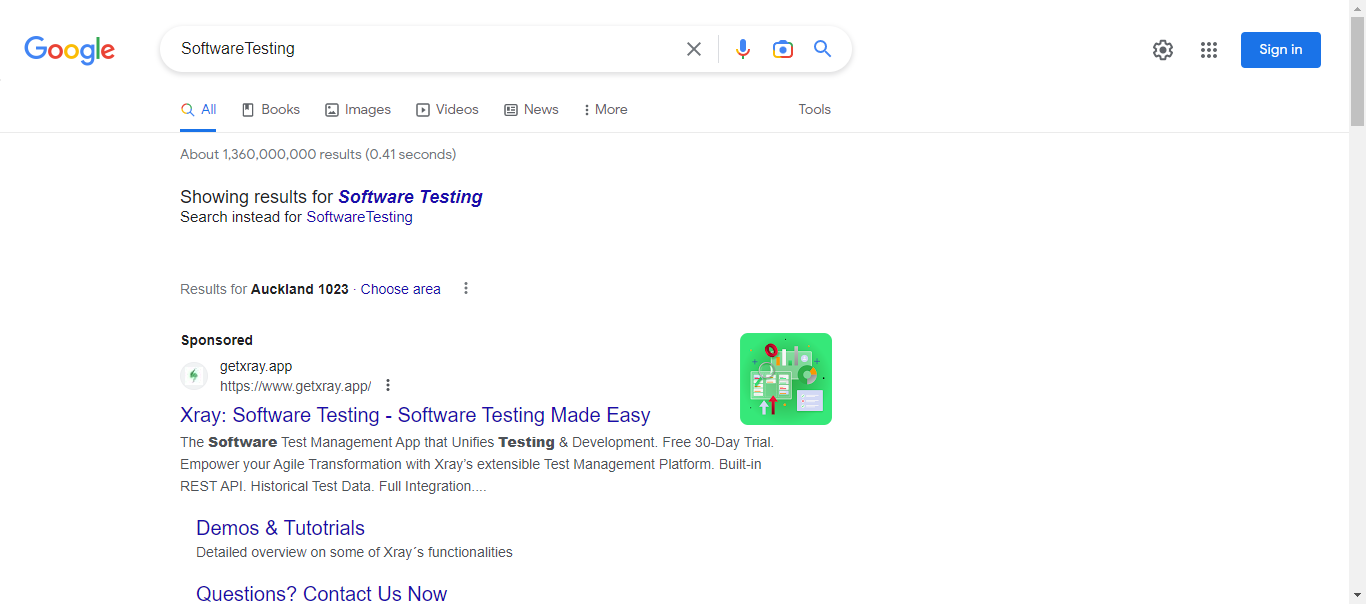 Google
SoftwareTesting
Sign in
All Books Images Videos News More Tools
About 1,360,000,000 results (0.41 seconds)
Showing results for Software Testing
Search instead for SoftwareTesting
Results for Auckland 1023 · Choose area
Sponsored
getxray.app
https://www.getxray.app/
Xray: Software Testing - Software Testing Made Easy
The Software Test Management App that Unifies Testing & Development. Free 30-Day Trial.
Empower your Agile Transformation with Xray’s extensible Test Management Platform. Built-in
REST API. Historical Test Data. Full Integration....
Demos & Tutotrials
Detailed overview on some of Xray´s functionalities
Questions? Contact Us Now